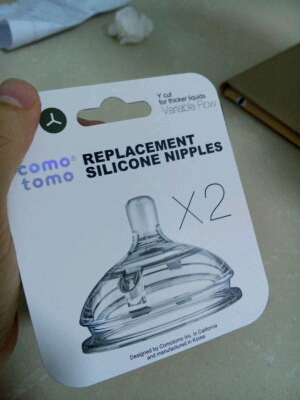 Y cut
for thicker liquids
Variable Flow
como®
tomo
REPLACEMENT
SILICONE NIPPLES
X2
Designed by Comotomo Inc. in California
and manufactured in Korea